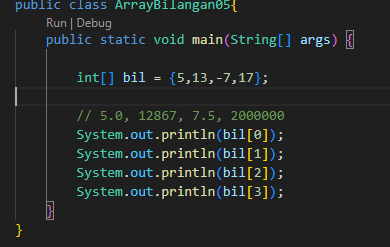 public class ArrayBilangan05{
Run | Debug
public static void main(String[] args) {
int[] bil = {5,13,-7,17};
// 5.0, 12867, 7.5, 2000000
System.out.println(bil[0]);
System.out.println(bil[1]);
System.out.println(bil[2]);
System.out.println(bil[3]);
}
}